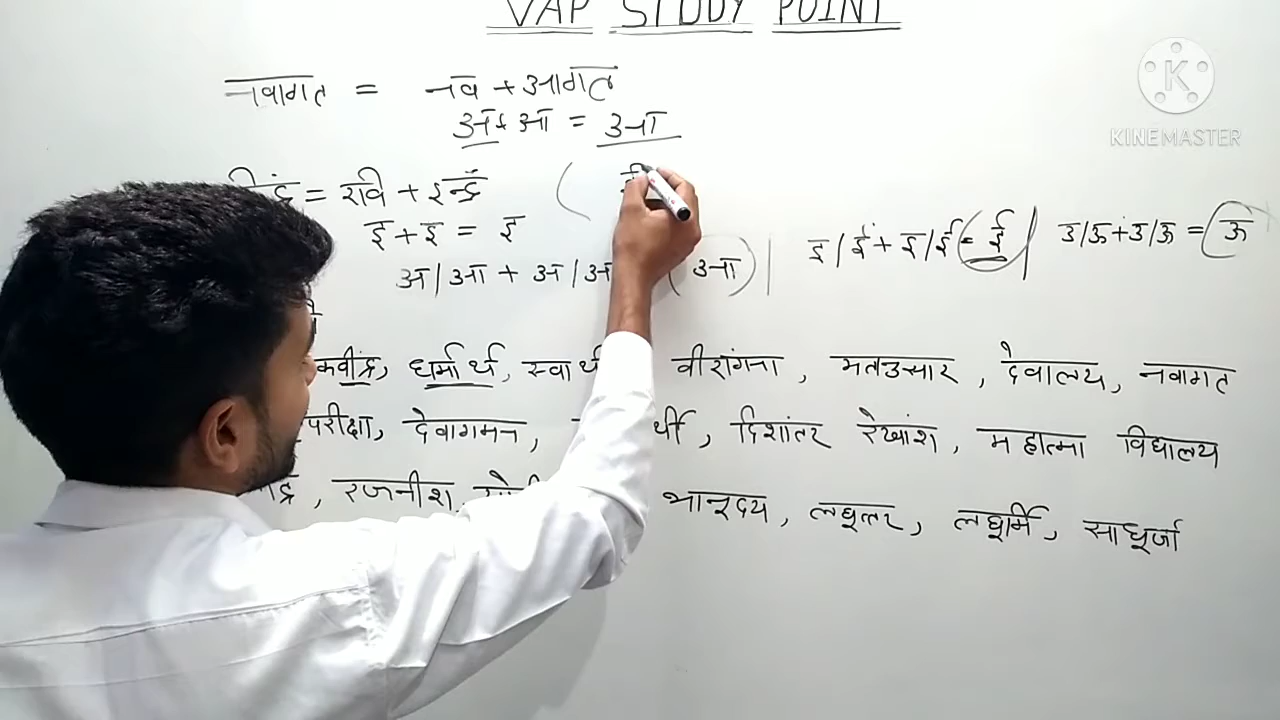 VAP STUDY POINT
नवागत = नव + आगत
अ + आ = आ
= रवि + इन्द्र
इ + इ = ई
अ/आ + अ/ (आ) | इ/ई + इ/ई = ई | उ/ऊ + उ/ऊ = ऊ
कवींद्र, धर्मार्थ, स्वार्थ वीरांगना, मतउसार, देवालय, नवागत
परीक्षा, देवागमन, र्थी, दिशांतर रेखांश, महात्मा विद्यालय
रजनीश, भानूदय, लघूत्तर, लघूर्मि, साधूर्जा
KINEMASTER